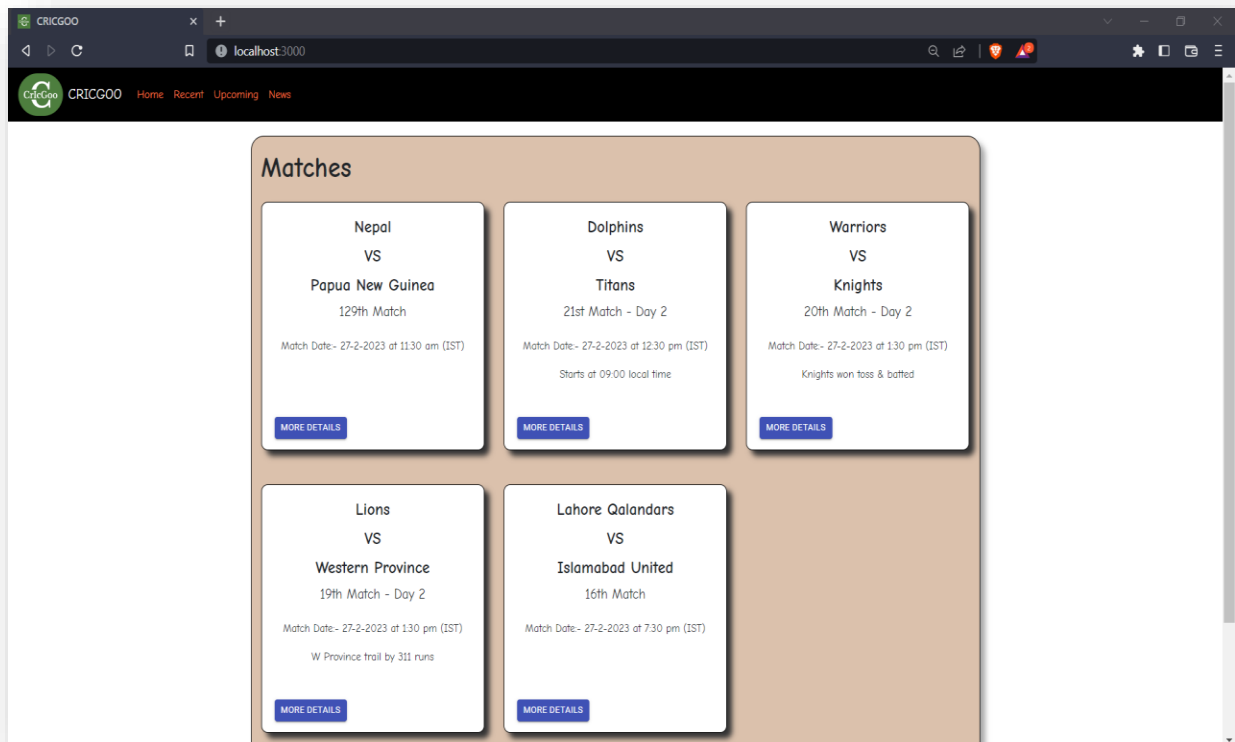 CRICGOO
localhost:3000
2
CricGoo CRICGOO Home Recent Upcoming News
Matches
Nepal
VS
Papua New Guinea
129th Match
Match Date:- 27-2-2023 at 11:30 am (IST)
MORE DETAILS
Dolphins
VS
Titans
21st Match - Day 2
Match Date:- 27-2-2023 at 12:30 pm (IST)
Starts at 09:00 local time
MORE DETAILS
Warriors
VS
Knights
20th Match - Day 2
Match Date:- 27-2-2023 at 1:30 pm (IST)
Knights won toss & batted
MORE DETAILS
Lions
VS
Western Province
19th Match - Day 2
Match Date:- 27-2-2023 at 1:30 pm (IST)
W Province trail by 311 runs
MORE DETAILS
Lahore Qalandars
VS
Islamabad United
16th Match
Match Date:- 27-2-2023 at 7:30 pm (IST)
MORE DETAILS